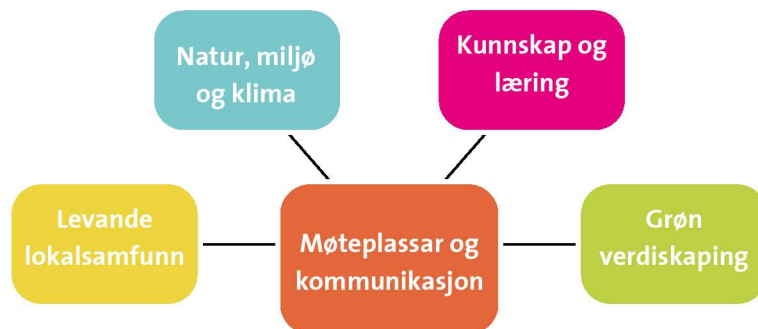 Natur, miljø
og klima
Kunnskap og
læring
Levande
lokalsamfunn
Møteplassar og
kommunikasjon
Grøn
verdiskaping